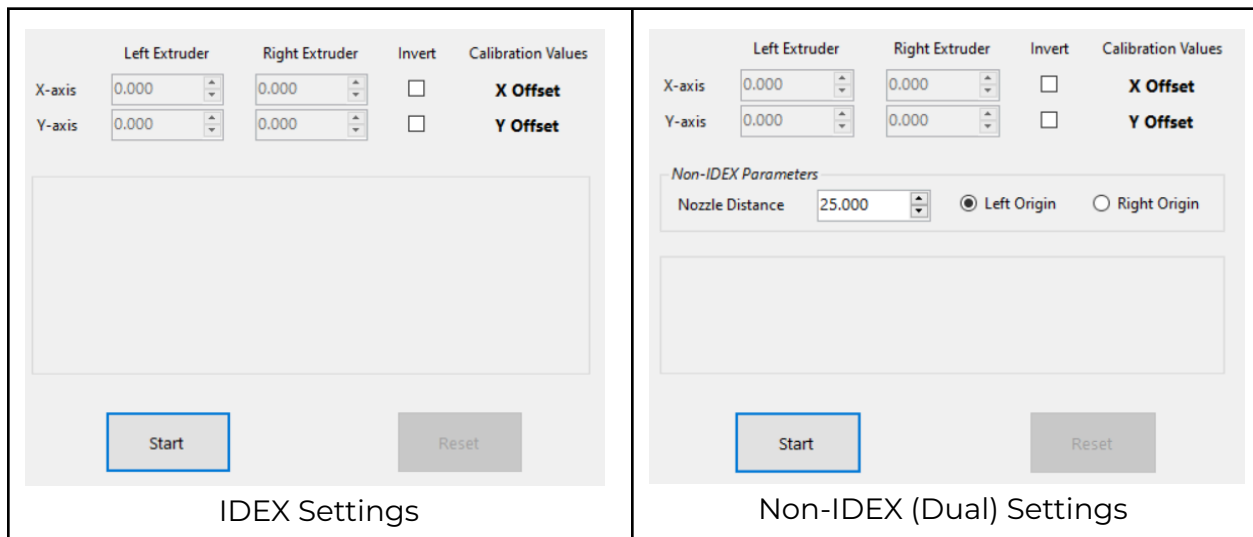 Left Extruder Right Extruder Invert Calibration Values
X-axis 0.000 0.000 X Offset
Y-axis 0.000 0.000 Y Offset
Start Reset
IDEX Settings
Left Extruder Right Extruder Invert Calibration Values
X-axis 0.000 0.000 X Offset
Y-axis 0.000 0.000 Y Offset
Non-IDEX Parameters
Nozzle Distance 25.000 Left Origin Right Origin
Start Reset
Non-IDEX (Dual) Settings